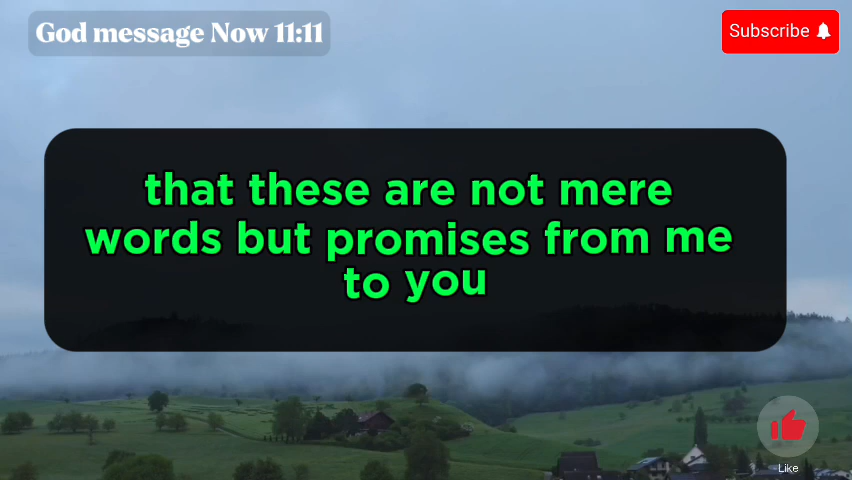 God message Now 11:11
Subscribe
that these are not mere
words but promises from me
to you
Like